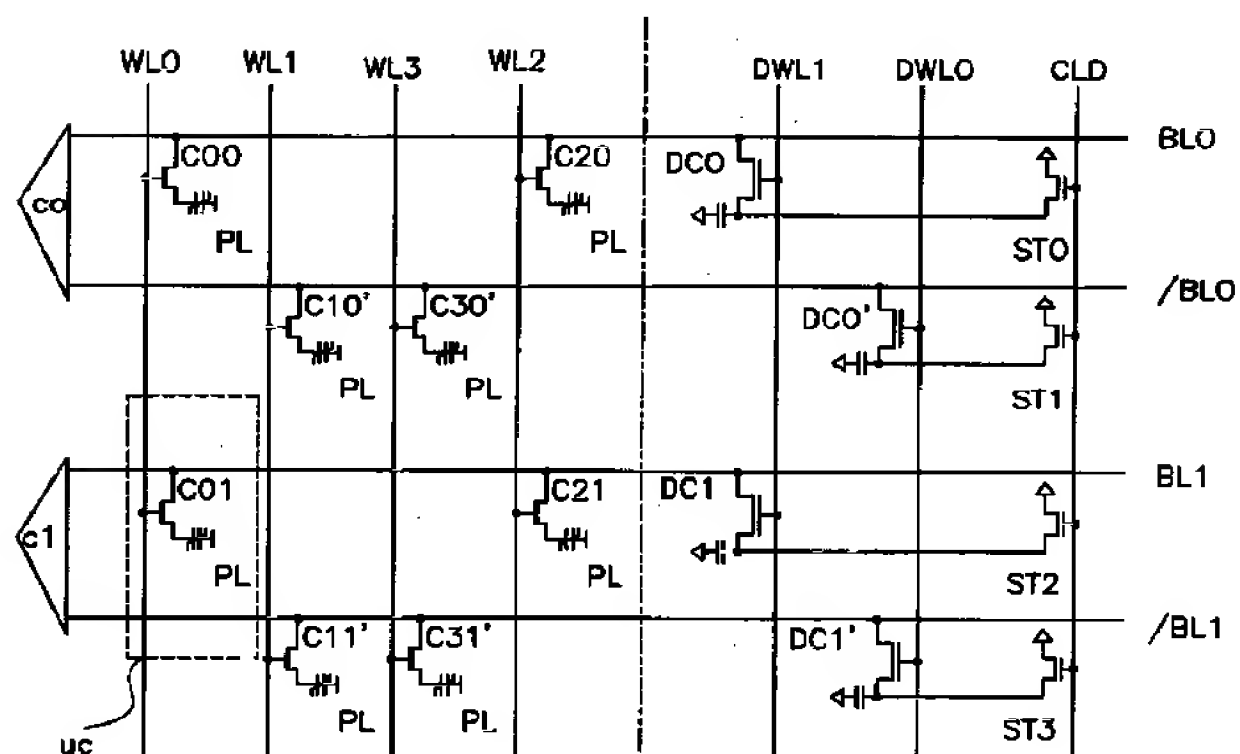 WL0 WL1 WL3 WL2 DWL1 DWL0 CLD
BL0
C00 C20 DC0
co
PL PL ST0
/BL0
C10' C30' DC0'
PL PL ST1
BL1
C01 C21 DC1
c1
PL PL ST2
/BL1
C11' C31' DC1'
PL PL ST3
uc